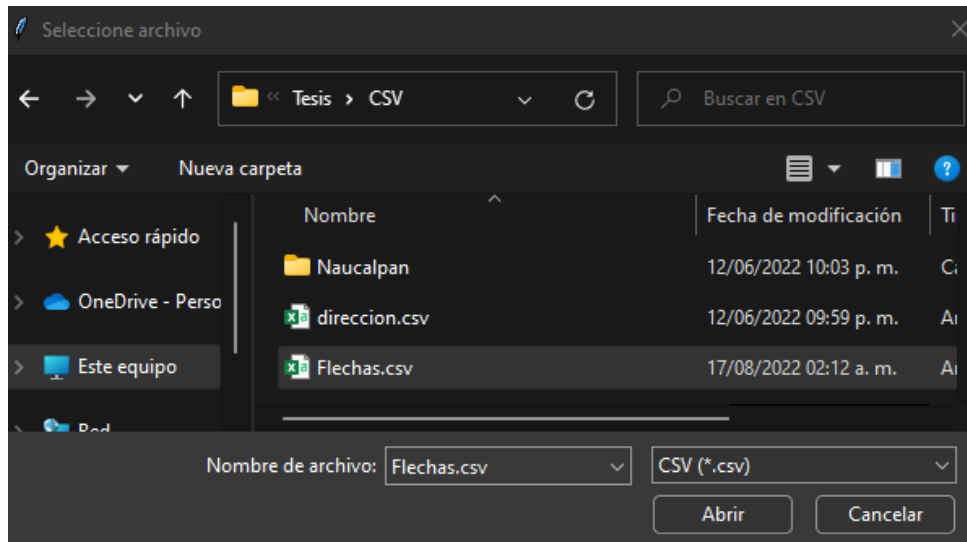 Seleccione archivo
« Tesis > CSV
Buscar en CSV
Organizar
Nueva carpeta
Nombre
Fecha de modificación
Acceso rápido
Naucalpan
12/06/2022 10:03 p. m.
OneDrive - Perso
direccion.csv
12/06/2022 09:59 p. m.
Este equipo
Flechas.csv
17/08/2022 02:12 a. m.
Red
Nombre de archivo: Flechas.csv
CSV (*.csv)
Abrir
Cancelar